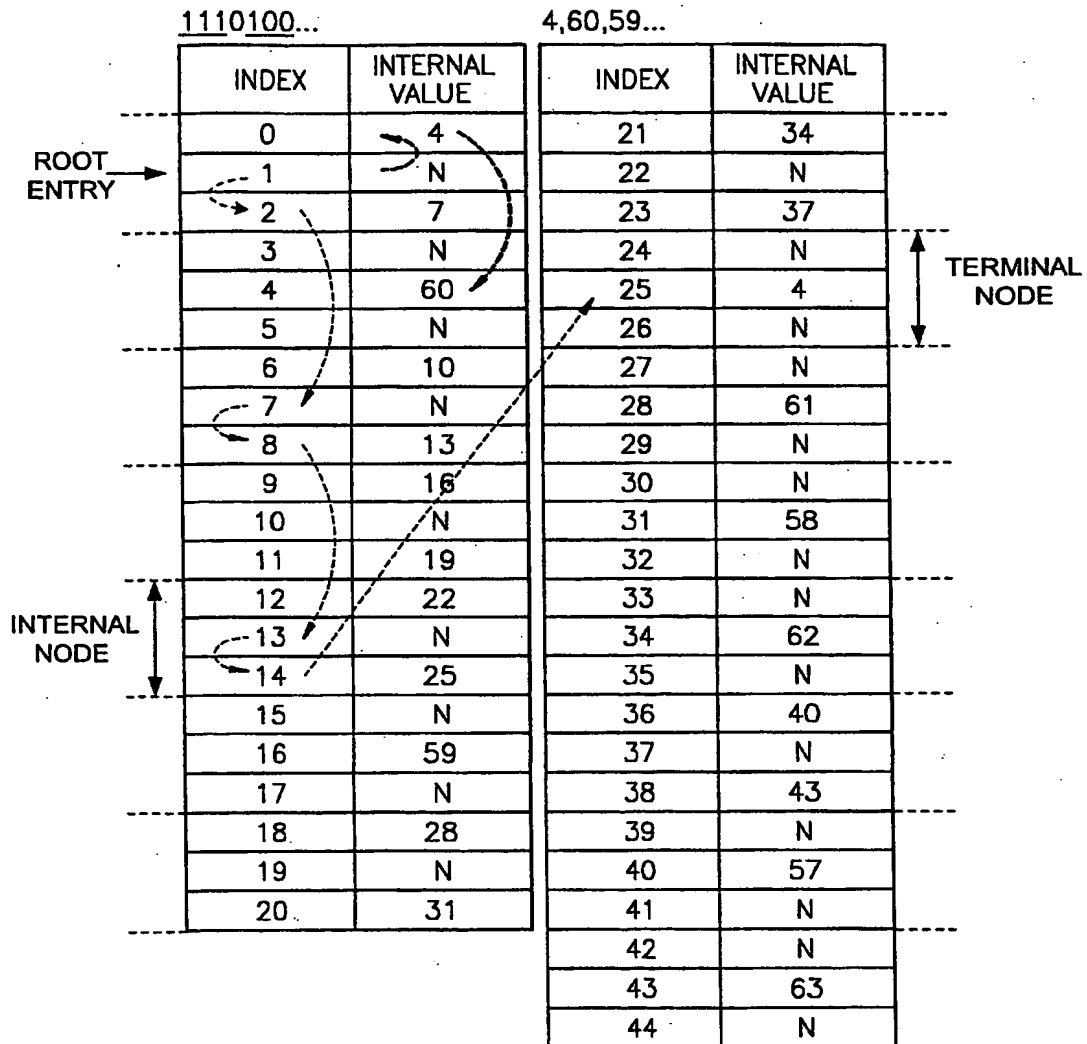 1110100... 4,60,59...
INDEX INTERNAL VALUE INDEX INTERNAL VALUE
0 4 21 34
ROOT ENTRY 1 N 22 N
2 7 23 37
3 N 24 N
4 60 25 4 TERMINAL NODE
5 N 26 N
6 10 27 N
7 N 28 61
8 13 29 N
9 16 30 N
10 N 31 58
11 19 32 N
12 22 33 N
INTERNAL NODE 13 N 34 62
14 25 35 N
15 N 36 40
16 59 37 N
17 N 38 43
18 28 39 N
19 N 40 57
20 31 41 N
42 N
43 63
44 N